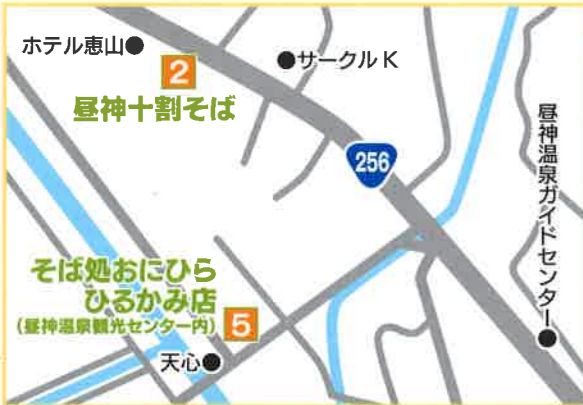 ホテル恵山
2
サークルK
昼神十割そば
256
昼神温泉ガイドセンター
そば処おにひら
ひるかみ店
(昼神温泉観光センター内)
5
天心